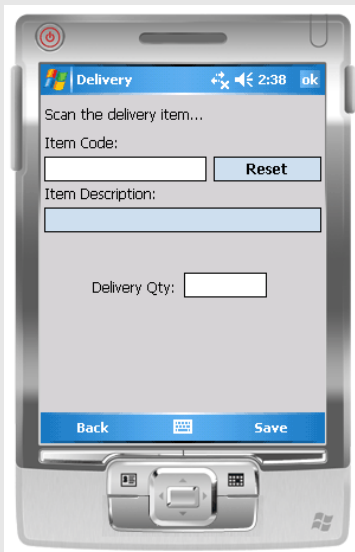 Delivery 2:38 ok
Scan the delivery item...
Item Code:
Reset
Item Description:
Delivery Qty:
Back Save